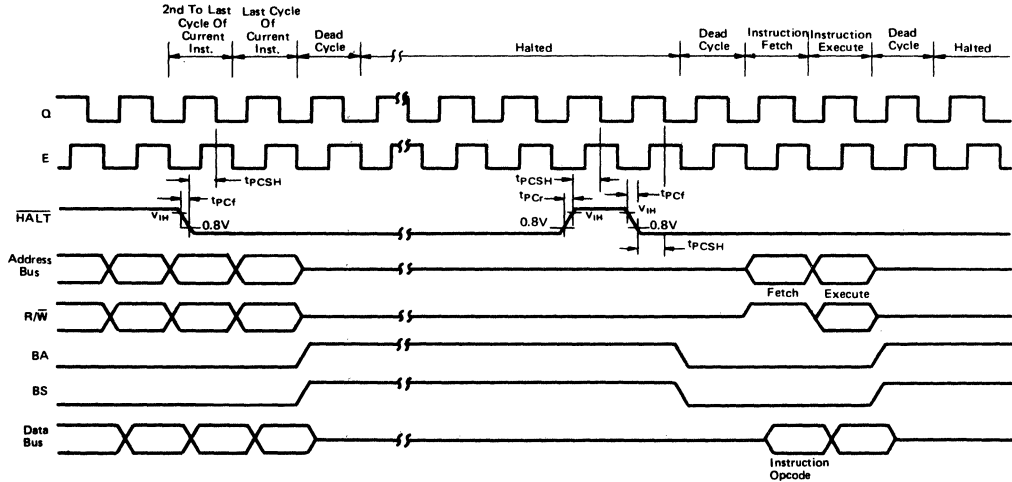 2nd To Last
Cycle Of
Current
Inst.
Last Cycle
Of
Current
Inst.
Dead
Cycle
Halted
Dead
Cycle
Instruction
Fetch
Instruction
Execute
Dead
Cycle
Halted
Q
E
tPCSH
tPCf
VIH
0.8V
tPCSH
tPCr
0.8V
VIH
tPCf
VIH
0.8V
tPCSH
HALT
Address
Bus
Fetch
Execute
R/W
BA
BS
Data
Bus
Instruction
Opcode